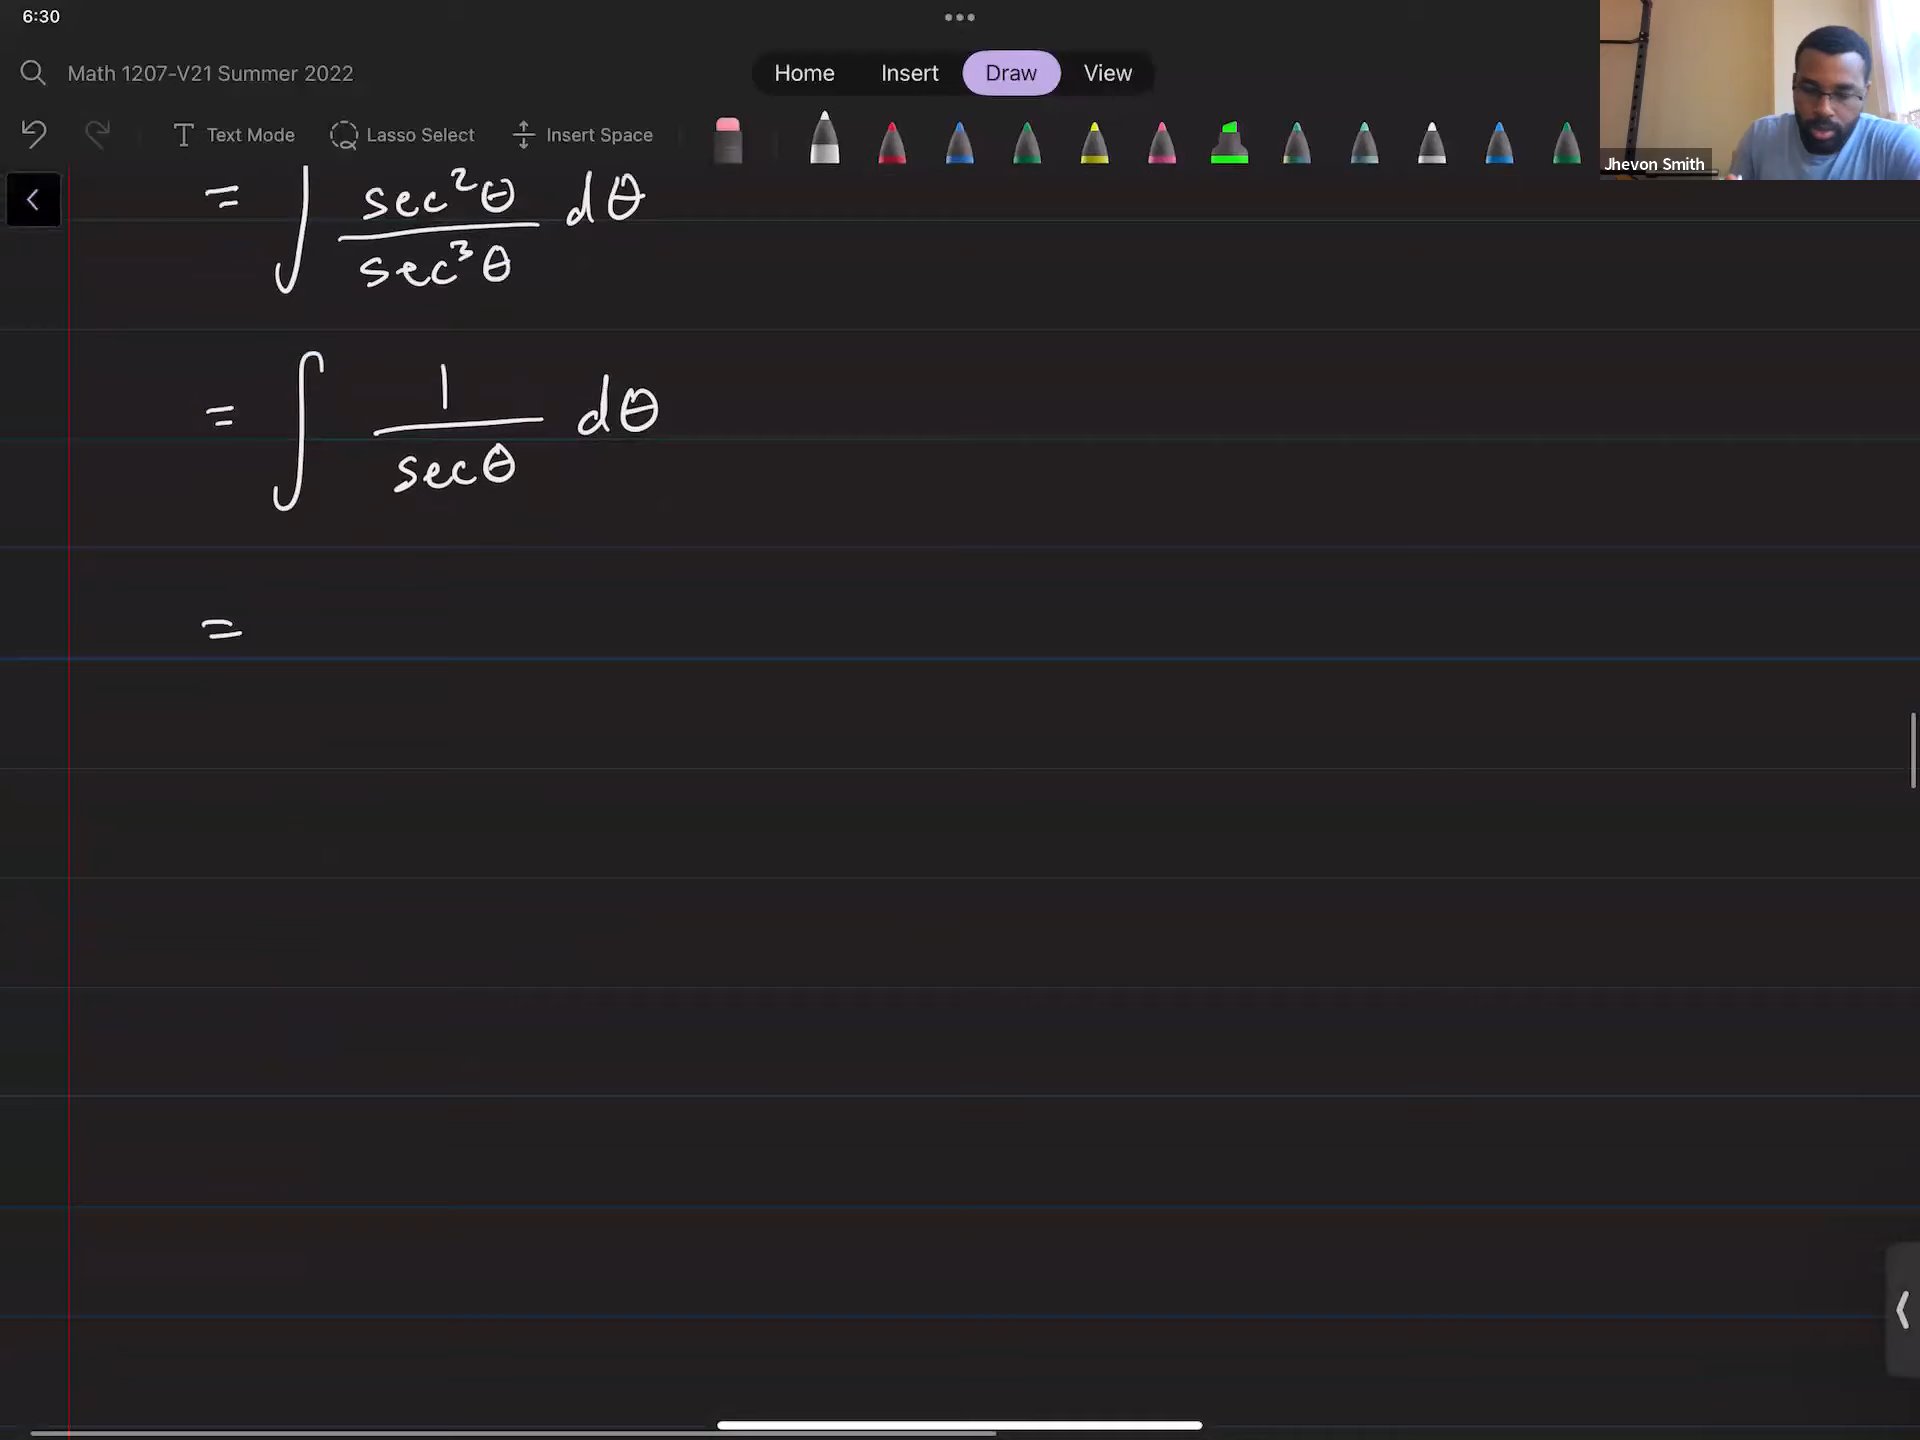 6:30
Math 1207-V21 Summer 2022
Home Insert Draw View
Text Mode Lasso Select Insert Space
Jhevon Smith
= ∫ sec²θ / sec³θ dθ
= ∫ 1 / secθ dθ
=